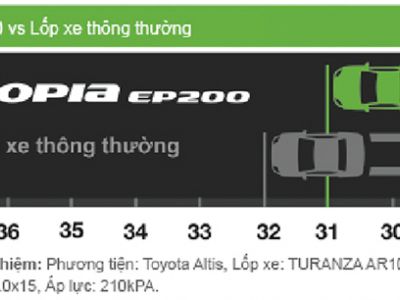 0 vs Lốp xe thông thường
OPIA EP200
xe thông thường
36 35 34 33 32 31 30
hiệm: Phương tiện: Toyota Altis, Lốp xe: TURANZA AR10
.0x15, Áp lực: 210kPA.